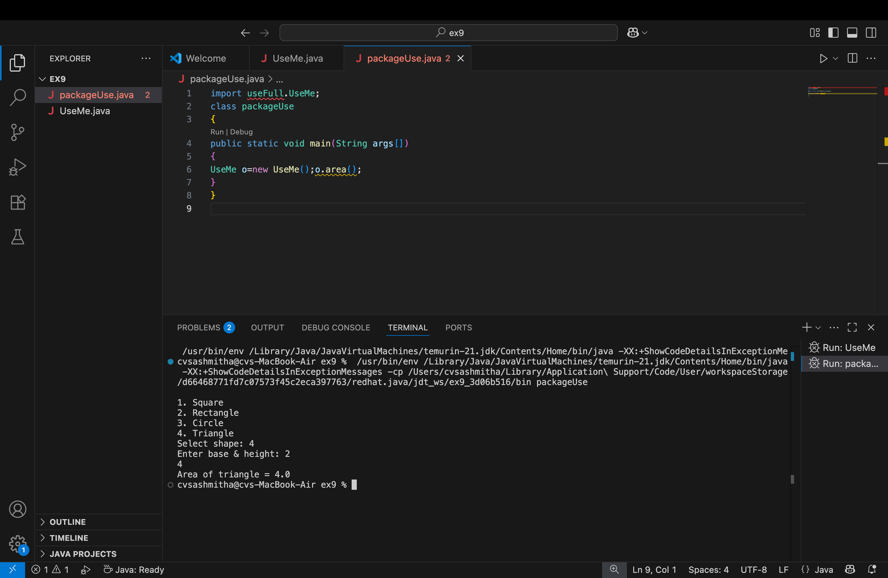 ex9
EXPLORER
EX9
packageUse.java 2
UseMe.java
OUTLINE
TIMELINE
JAVA PROJECTS
Welcome
UseMe.java
packageUse.java 2
packageUse.java > ...
1 import useFull.UseMe;
2 class packageUse
3 {
Run | Debug
4 public static void main(String args[])
5 {
6 UseMe o=new UseMe();o.area();
7 }
8 }
9
PROBLEMS 2 OUTPUT DEBUG CONSOLE TERMINAL PORTS
/usr/bin/env /Library/Java/JavaVirtualMachines/temurin-21.jdk/Contents/Home/bin/java -XX:+ShowCodeDetailsInExceptionMe
cvsashmitha@cvs-MacBook-Air ex9 %  /usr/bin/env /Library/Java/JavaVirtualMachines/temurin-21.jdk/Contents/Home/bin/java
-XX:+ShowCodeDetailsInExceptionMessages -cp /Users/cvsashmitha/Library/Application\ Support/Code/User/workspaceStorage
/d66468771fd7c07573f45c2eca397763/redhat.java/jdt_ws/ex9_3d06b516/bin packageUse
1. Square
2. Rectangle
3. Circle
4. Triangle
Select shape: 4
Enter base & height: 2
4
Area of triangle = 4.0
cvsashmitha@cvs-MacBook-Air ex9 %
Run: UseMe
Run: packa...
1
1 1 Java: Ready
Ln 9, Col 1 Spaces: 4 UTF-8 LF {} Java